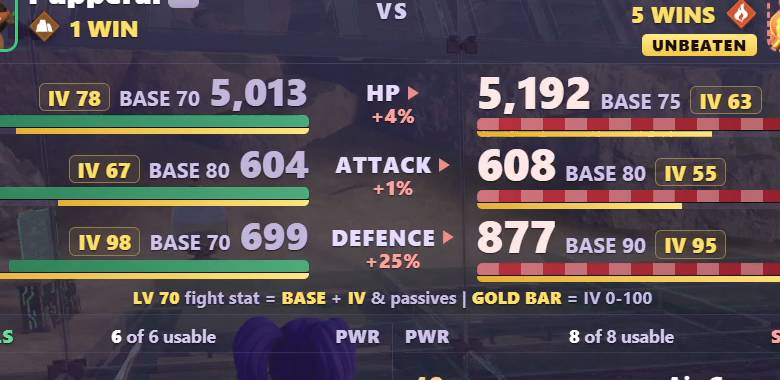 1 WIN
VS
5 WINS
UNBEATEN
IV 78 BASE 70 5,013 HP 5,192 BASE 75 IV 63
+4%
IV 67 BASE 80 604 ATTACK 608 BASE 80 IV 55
+1%
IV 98 BASE 70 699 DEFENCE 877 BASE 90 IV 95
+25%
LV 70 fight stat = BASE + IV & passives | GOLD BAR = IV 0-100
6 of 6 usable PWR PWR 8 of 8 usable